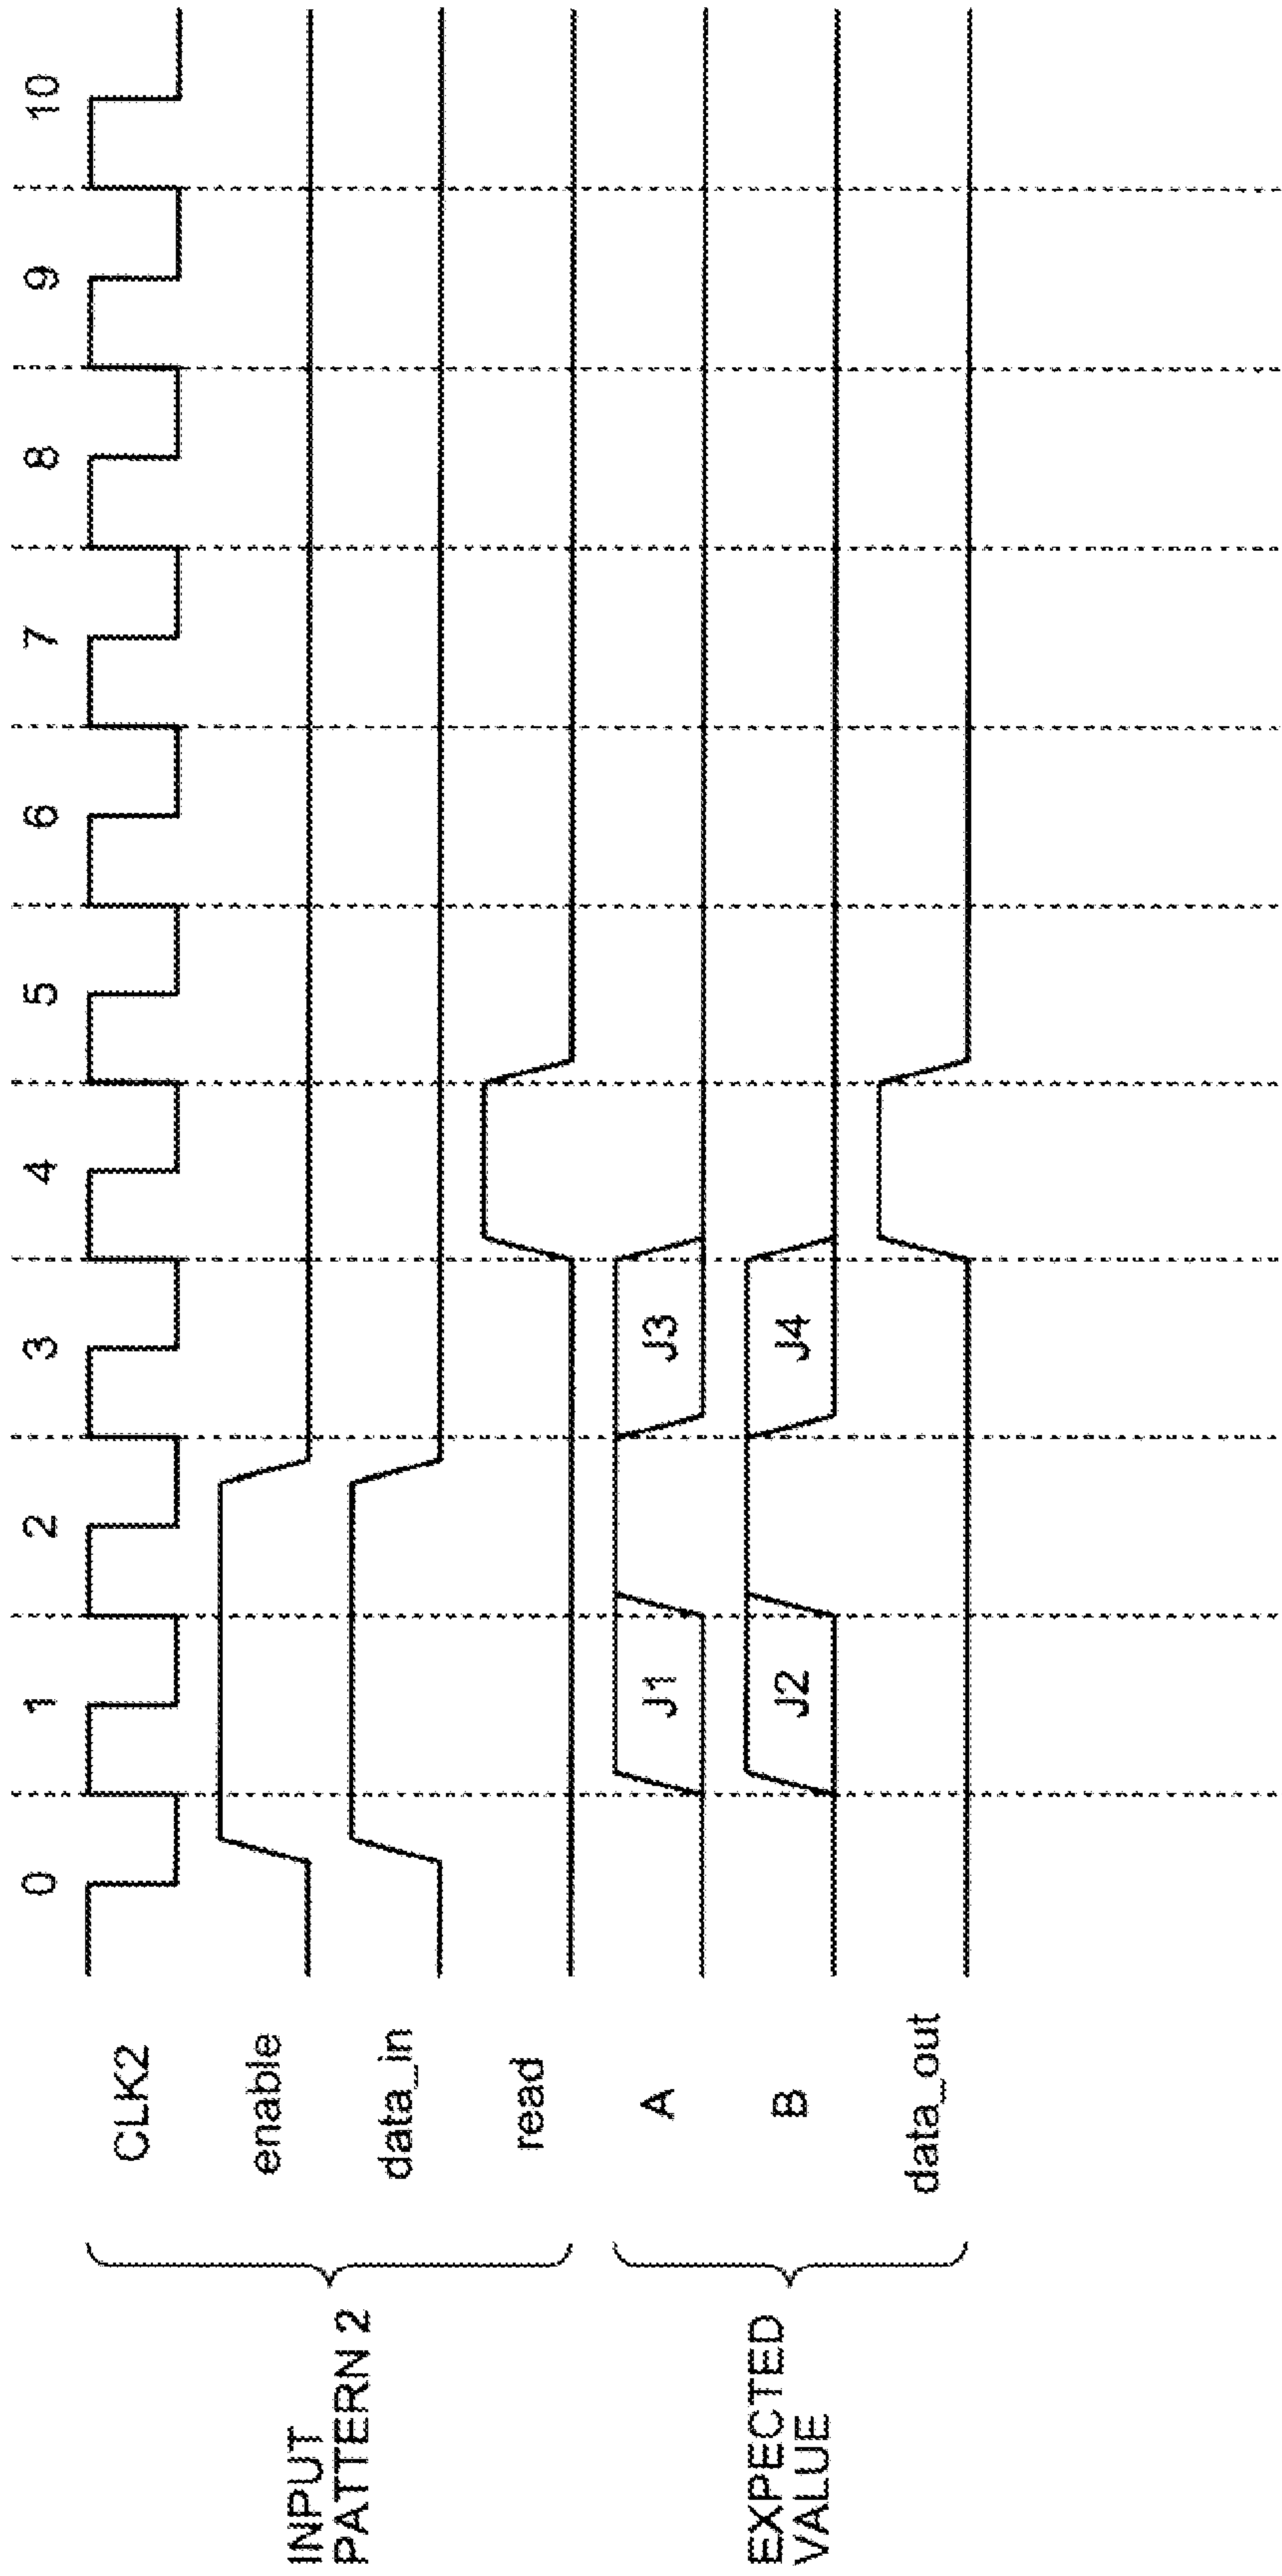 0 1 2 3 4 5 6 7 8 9 10
INPUT
PATTERN 2
CLK2
enable
data_in
read
EXPECTED
VALUE
A
J1 J3
B
J2 J4
data_out